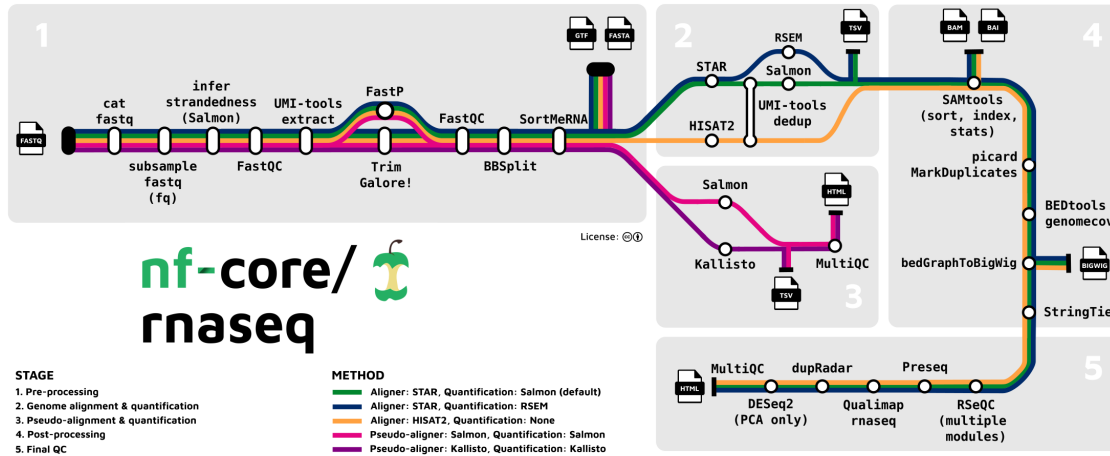 1
FASTQ
cat
fastq
subsample
fastq
(fq)
infer
strandedness
(Salmon)
FastQC
UMI-tools
extract
FastP
Trim
Galore!
FastQC
BBSplit
SortMeRNA
GTF
FASTA
2
STAR
RSEM
Salmon
UMI-tools
dedup
HISAT2
TSV
Salmon
Kallisto
TSV
HTML
MultiQC
3
4
BAM
BAI
SAMtools
(sort, index,
stats)
picard
MarkDuplicates
BEDtools
genomecov
bedGraphToBigWig
BIGWIG
StringTie
5
HTML
MultiQC
DESeq2
(PCA only)
dupRadar
Qualimap
rnaseq
Preseq
RSeQC
(multiple
modules)
License:
nf-core/
rnaseq
STAGE
1. Pre-processing
2. Genome alignment & quantification
3. Pseudo-alignment & quantification
4. Post-processing
5. Final QC
METHOD
Aligner: STAR, Quantification: Salmon (default)
Aligner: STAR, Quantification: RSEM
Aligner: HISAT2, Quantification: None
Pseudo-aligner: Salmon, Quantification: Salmon
Pseudo-aligner: Kallisto, Quantification: Kallisto